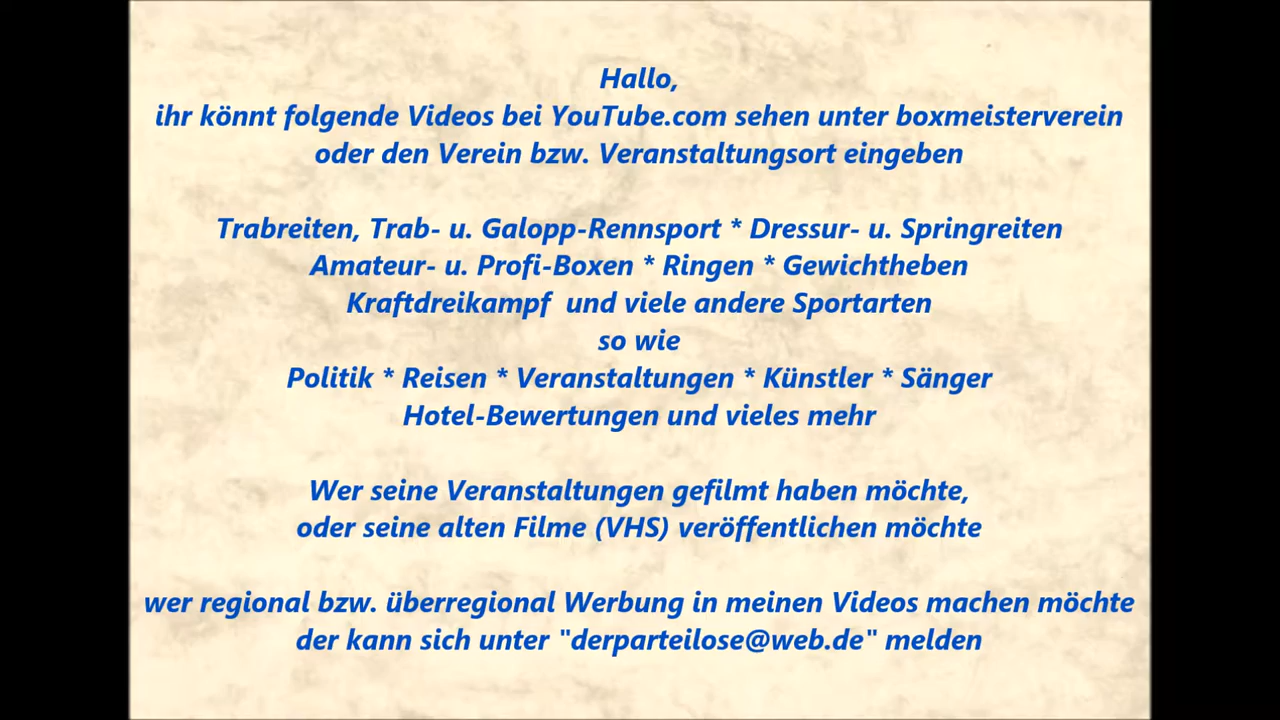 Hallo,
ihr könnt folgende Videos bei YouTube.com sehen unter boxmeisterverein
oder den Verein bzw. Veranstaltungsort eingeben
Trabreiten, Trab- u. Galopp-Rennsport * Dressur- u. Springreiten
Amateur- u. Profi-Boxen * Ringen * Gewichtheben
Kraftdreikampf  und viele andere Sportarten
so wie
Politik * Reisen * Veranstaltungen * Künstler * Sänger
Hotel-Bewertungen und vieles mehr
Wer seine Veranstaltungen gefilmt haben möchte,
oder seine alten Filme (VHS) veröffentlichen möchte
wer regional bzw. überregional Werbung in meinen Videos machen möchte
der kann sich unter "derparteilose@web.de" melden